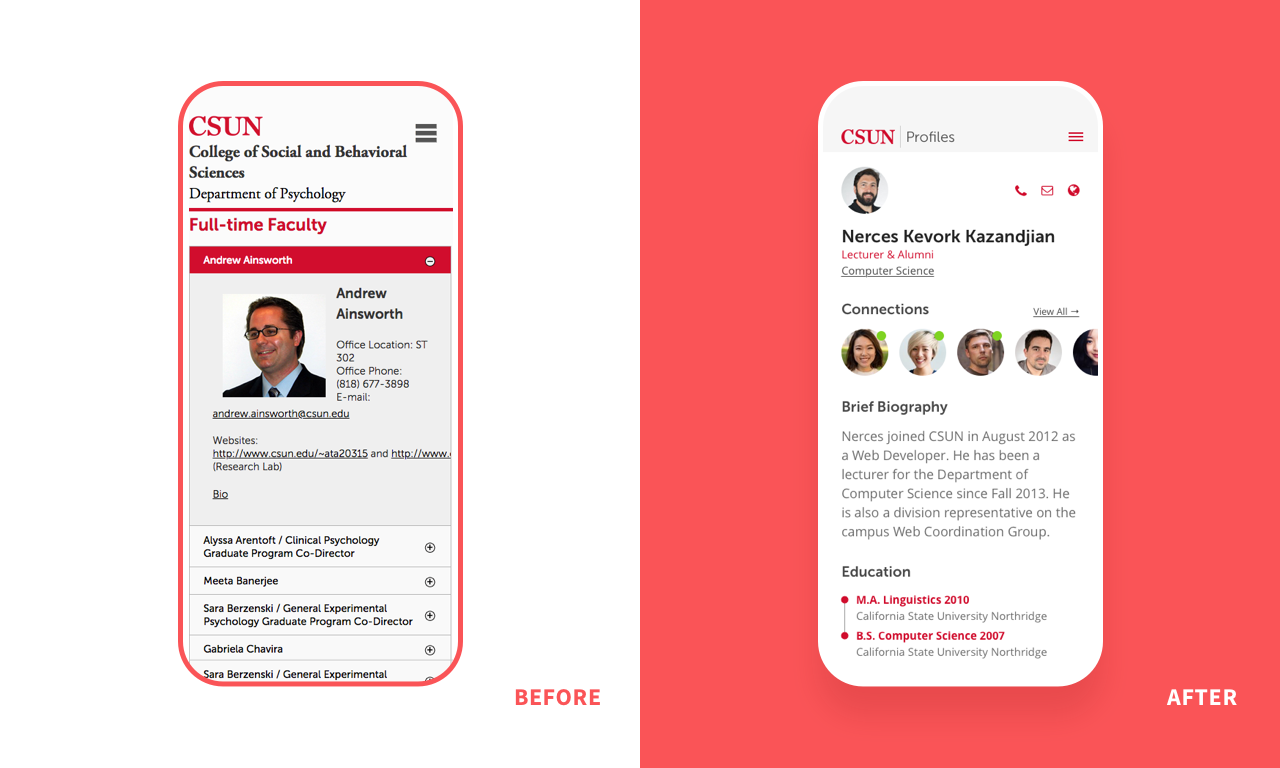 CSUN
College of Social and Behavioral
Sciences
Department of Psychology
Full-time Faculty
Andrew Ainsworth
Andrew
Ainsworth
Office Location: ST
302
Office Phone:
(818) 677-3898
E-mail:
andrew.ainsworth@csun.edu
Websites:
http://www.csun.edu/~ata20315 and http://www.
(Research Lab)
Bio
Alyssa Arentoft / Clinical Psychology
Graduate Program Co-Director
Meeta Banerjee
Sara Berzenski / General Experimental
Psychology Graduate Program Co-Director
Gabriela Chavira
Sara Berzenski / General Experimental
BEFORE
CSUN Profiles
Nerces Kevork Kazandjian
Lecturer & Alumni
Computer Science
Connections
View All →
Brief Biography
Nerces joined CSUN in August 2012 as
a Web Developer. He has been a
lecturer for the Department of
Computer Science since Fall 2013. He
is also a division representative on the
campus Web Coordination Group.
Education
M.A. Linguistics 2010
California State University Northridge
B.S. Computer Science 2007
California State University Northridge
AFTER